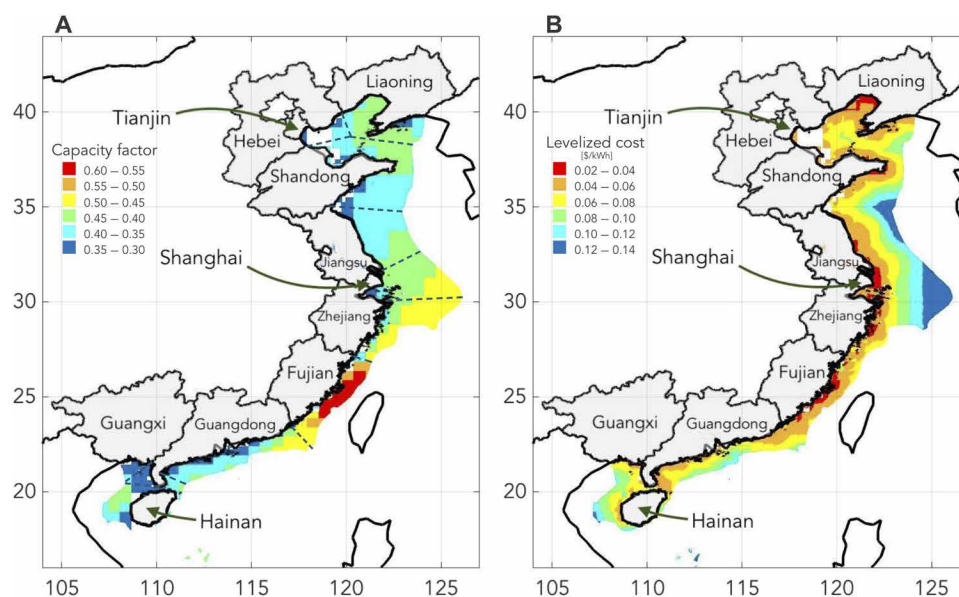 A
Liaoning
Tianjin
Hebei
Capacity factor
0.60 – 0.55
0.55 – 0.50
0.50 – 0.45
0.45 – 0.40
0.40 – 0.35
0.35 – 0.30
Shandong
Shanghai
Jiangsu
Zhejiang
Fujian
Guangxi
Guangdong
Hainan
40
35
30
25
20
105
110
115
120
125
B
Liaoning
Tianjin
Hebei
Levelized cost
[$/kWh]
0.02 – 0.04
0.04 – 0.06
0.06 – 0.08
0.08 – 0.10
0.10 – 0.12
0.12 – 0.14
Shandong
Shanghai
Jiangsu
Zhejiang
Fujian
Guangxi
Guangdong
Hainan
40
35
30
25
20
105
110
115
120
125